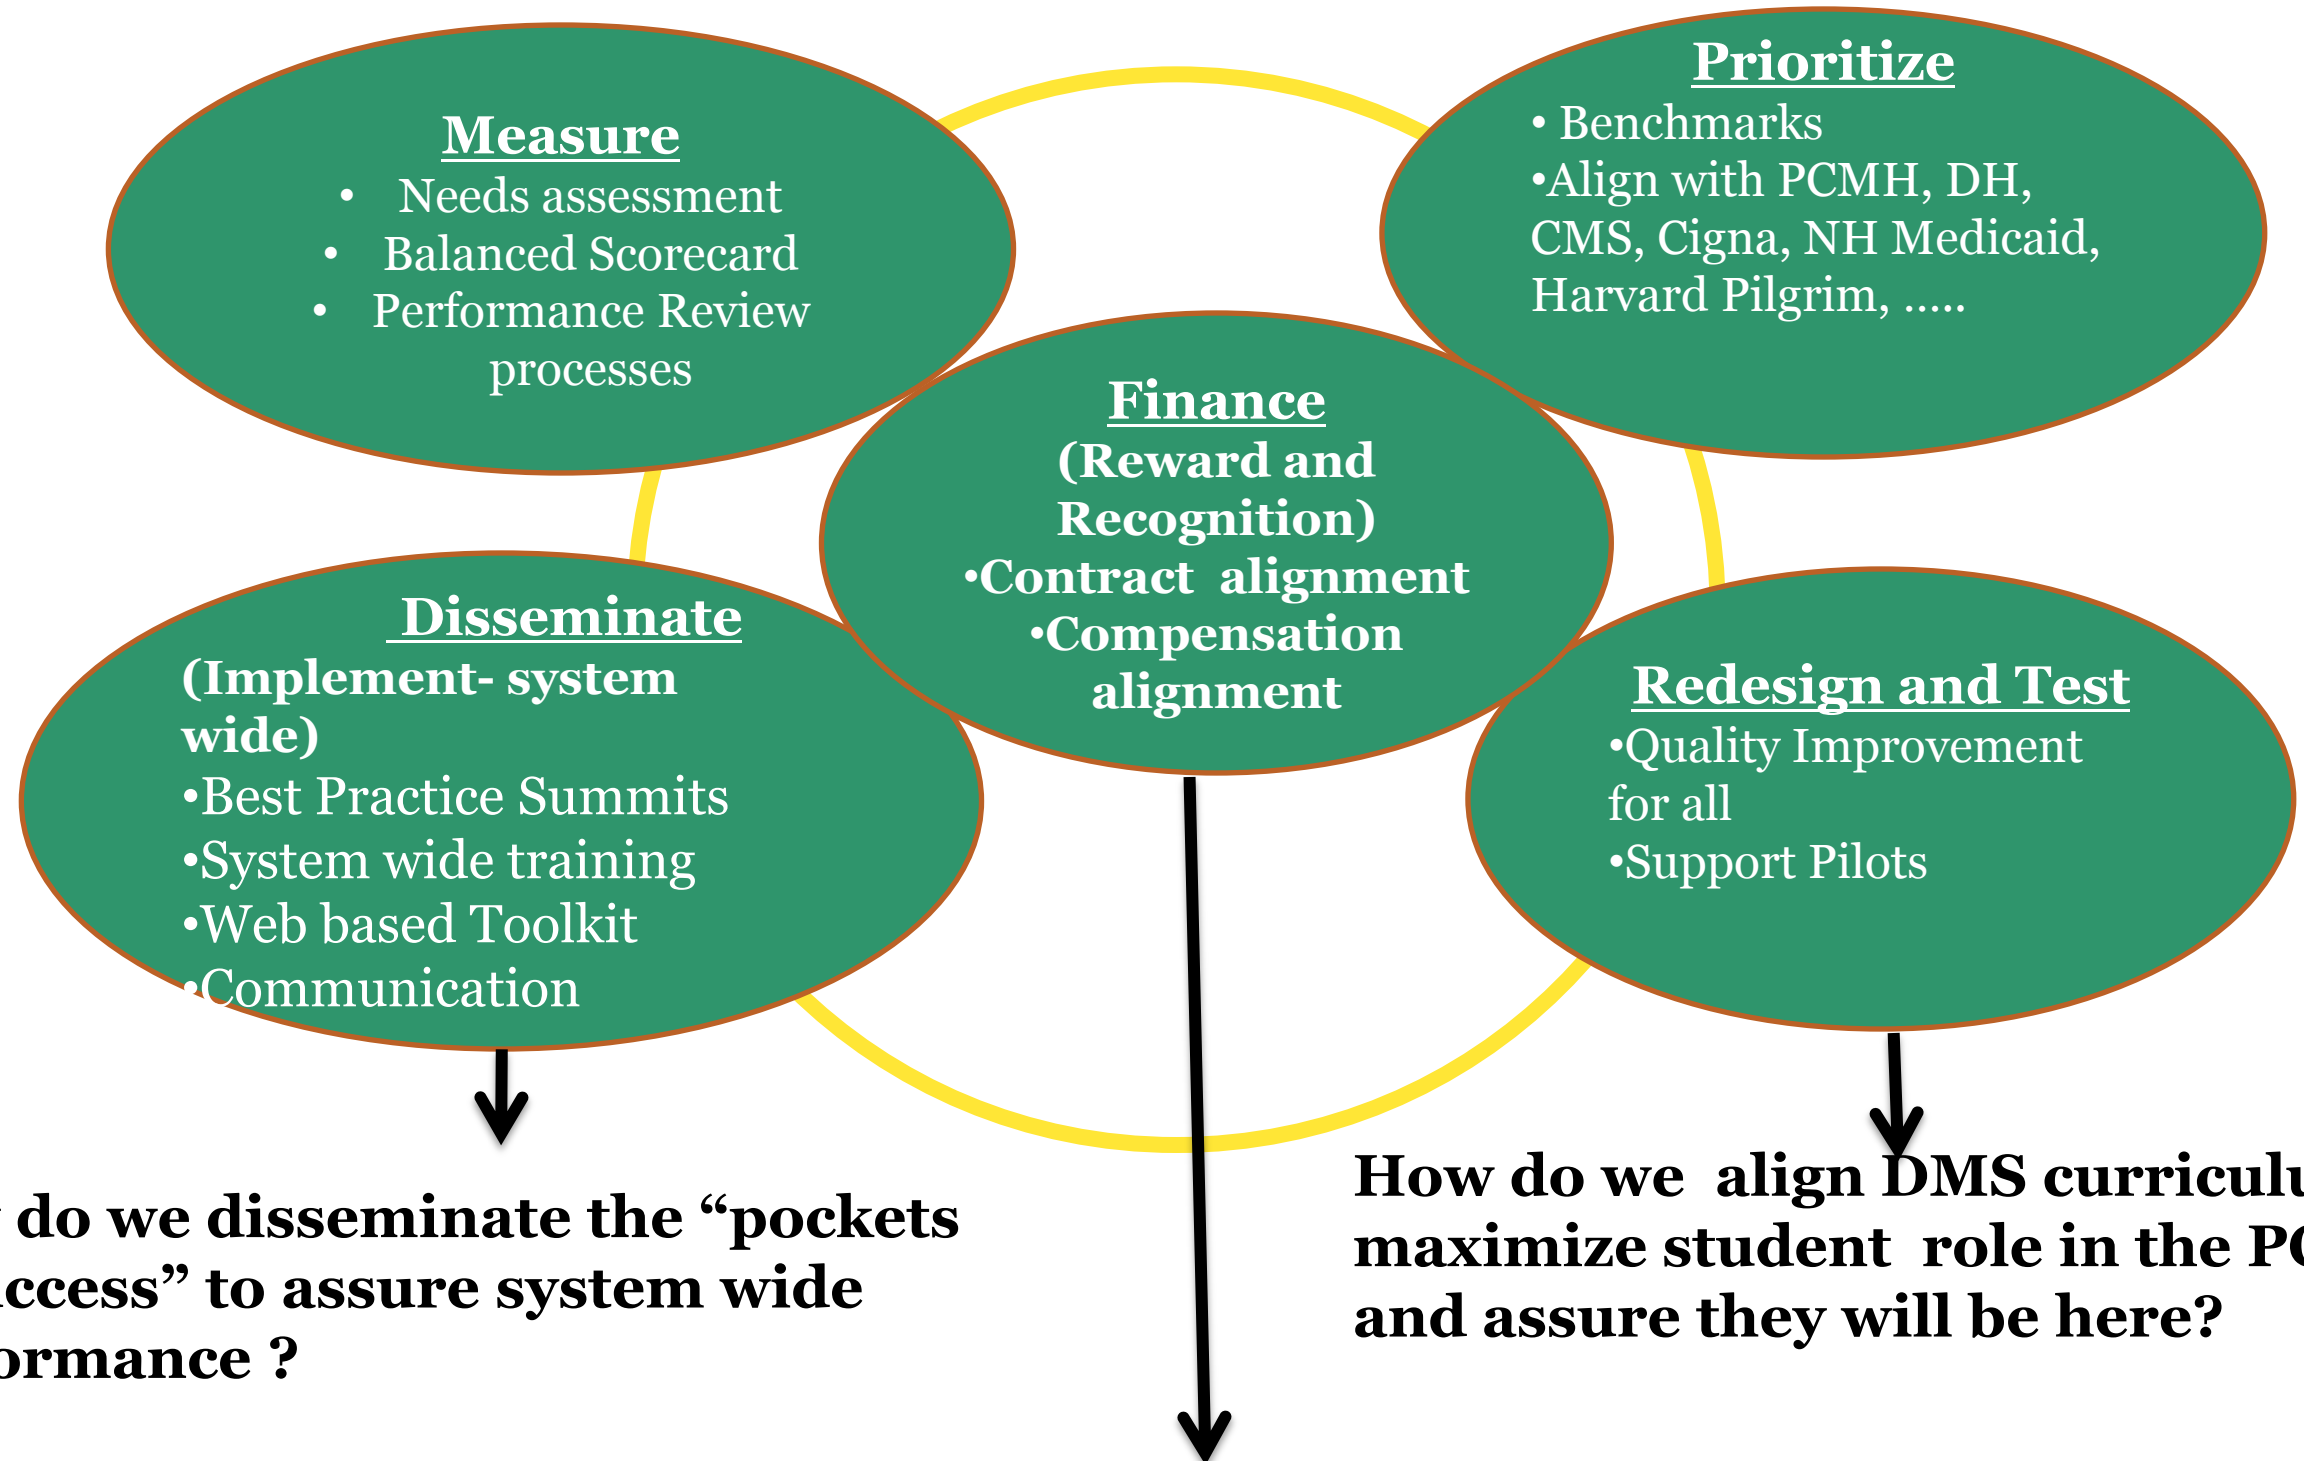 Measure
• Needs assessment
• Balanced Scorecard
• Performance Review
processes
Prioritize
• Benchmarks
•Align with PCMH, DH,
CMS, Cigna, NH Medicaid,
Harvard Pilgrim, .....
Finance
(Reward and
Recognition)
•Contract alignment
•Compensation
alignment
Disseminate
(Implement- system
wide)
•Best Practice Summits
•System wide training
•Web based Toolkit
•Communication
Redesign and Test
•Quality Improvement
for all
•Support Pilots
do we disseminate the “pockets
to assure system wide
?
How do we align DMS
maximize student role in the
and assure they will be here?